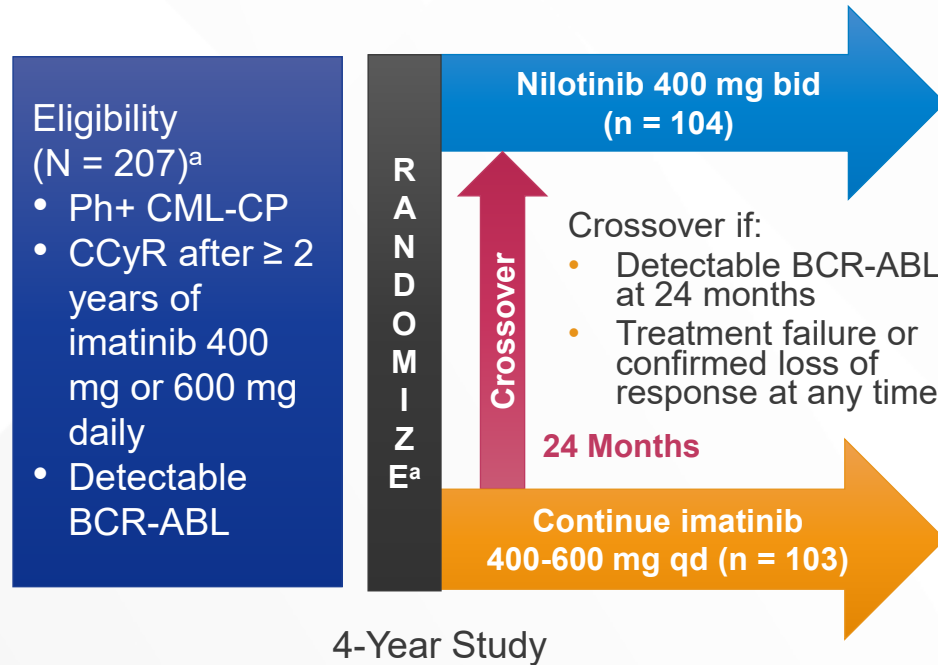 Eligibility
(N = 207)ᵃ
• Ph+ CML-CP
• CCyR after ≥ 2
years of
imatinib 400
mg or 600 mg
daily
• Detectable
BCR-ABL
RANDOMIZEᵃ
Nilotinib 400 mg bid
(n = 104)
Crossover
Crossover if:
• Detectable BCR-ABL
at 24 months
• Treatment failure or
confirmed loss of
response at any time
24 Months
Continue imatinib
400-600 mg qd (n = 103)
4-Year Study